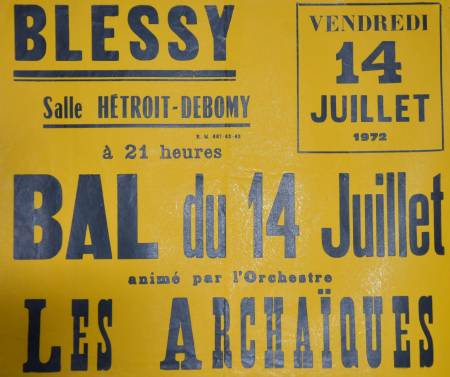 BLESSY
Salle HÉTROIT-DEBOMY
à 21 heures
VENDREDI
14
JUILLET
1972
BAL du 14 Juillet
animé par l'Orchestre
LES ARCHAÏQUES